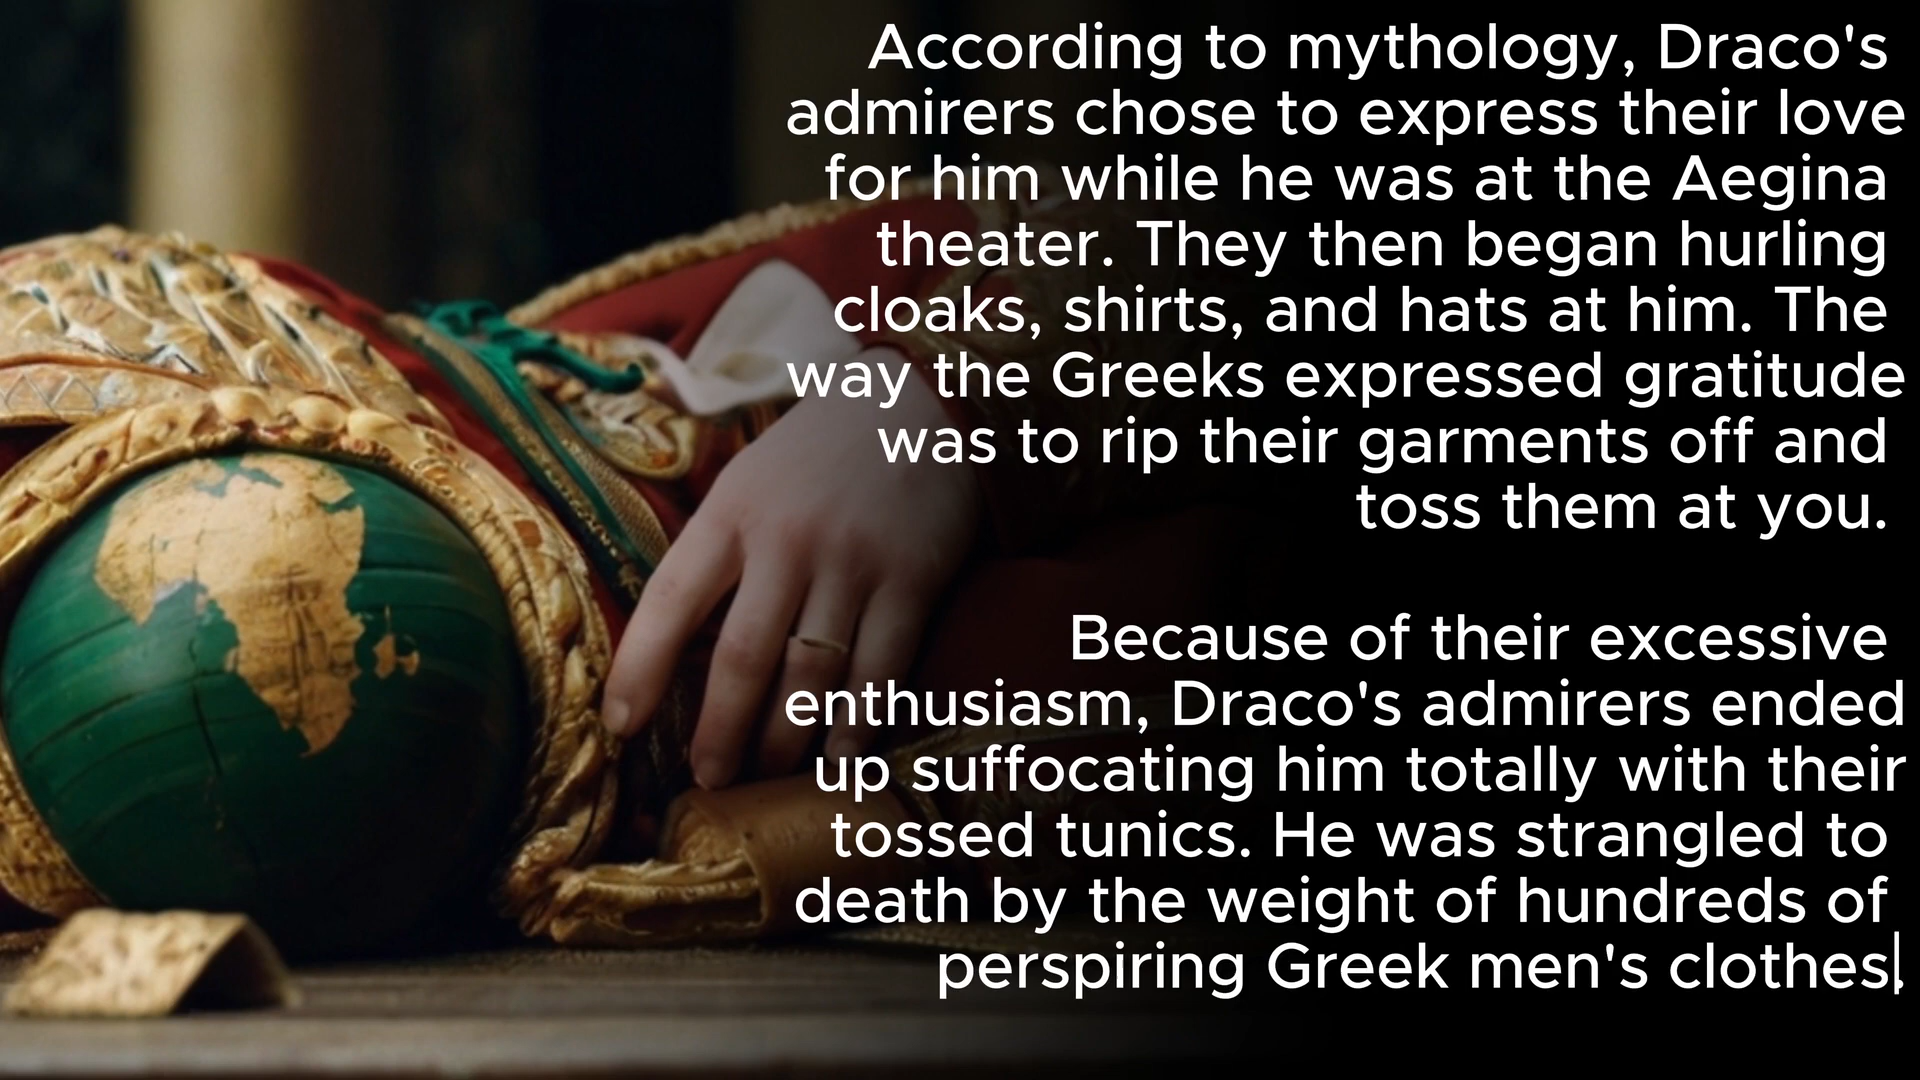 According to mythology, Draco's
admirers chose to express their love
for him while he was at the Aegina
theater. They then began hurling
cloaks, shirts, and hats at him. The
way the Greeks expressed gratitude
was to rip their garments off and
toss them at you.
Because of their excessive
enthusiasm, Draco's admirers ended
up suffocating him totally with their
tossed tunics. He was strangled to
death by the weight of hundreds of
perspiring Greek men's clothes.